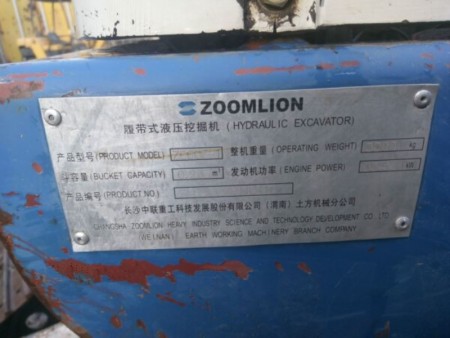 ZOOMLION
履带式液压挖掘机 (HYDRAULIC EXCAVATOR)
产品型号(PRODUCT MODEL) 整机重量 (OPERATING WEIGHT) kg
斗容量 (BUCKET CAPACITY) m³ 发动机功率 (ENGINE POWER) kW
产品编号(PRODUCT NO.)
长沙中联重工科技发展股份有限公司（渭南）土方机械分公司
CHANGSHA ZOOMLION HEAVY INDUSTRY SCIENCE AND TECHNOLOGY DEVELOPMENT CO. LTD
(WEINAN) EARTH WORKING MACHINERY BRANCH COMPANY